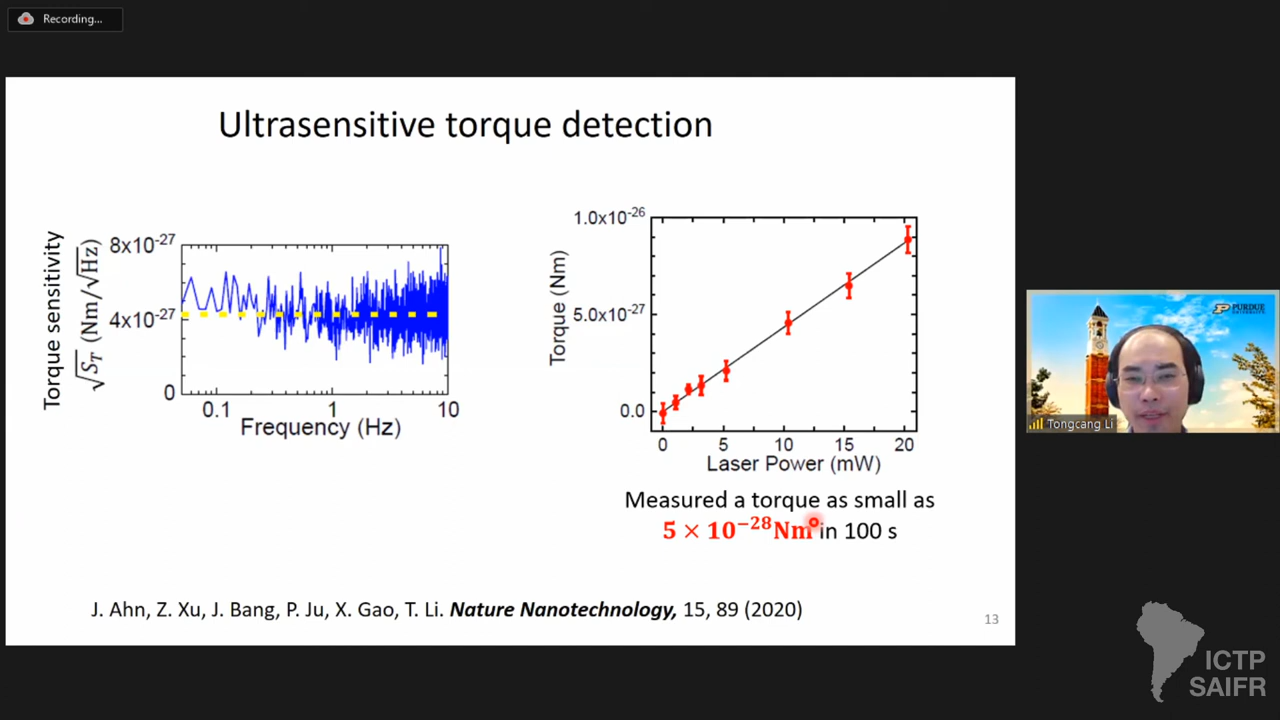 Recording...
Ultrasensitive torque detection
Torque sensitivity
√S_T (Nm/√Hz)
8x10⁻²⁷
4x10⁻²⁷
0
0.1 1 10
Frequency (Hz)
Torque (Nm)
1.0x10⁻²⁶
5.0x10⁻²⁷
0.0
0 5 10 15 20
Laser Power (mW)
Measured a torque as small as
5 × 10⁻²⁸Nm in 100 s
J. Ahn, Z. Xu, J. Bang, P. Ju, X. Gao, T. Li. Nature Nanotechnology, 15, 89 (2020)
13
PURDUE
UNIVERSITY
Tongcang Li
ICTP
SAIFR